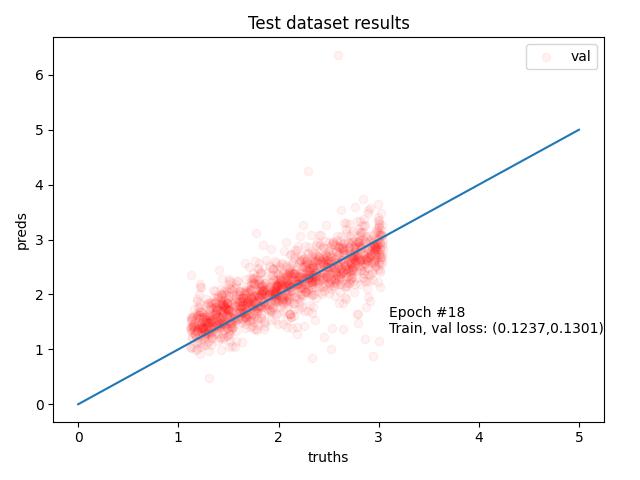 Test dataset results
val
6
5
4
3
2
1
0
preds
Epoch #18
Train, val loss: (0.1237,0.1301)
0 1 2 3 4 5
truths